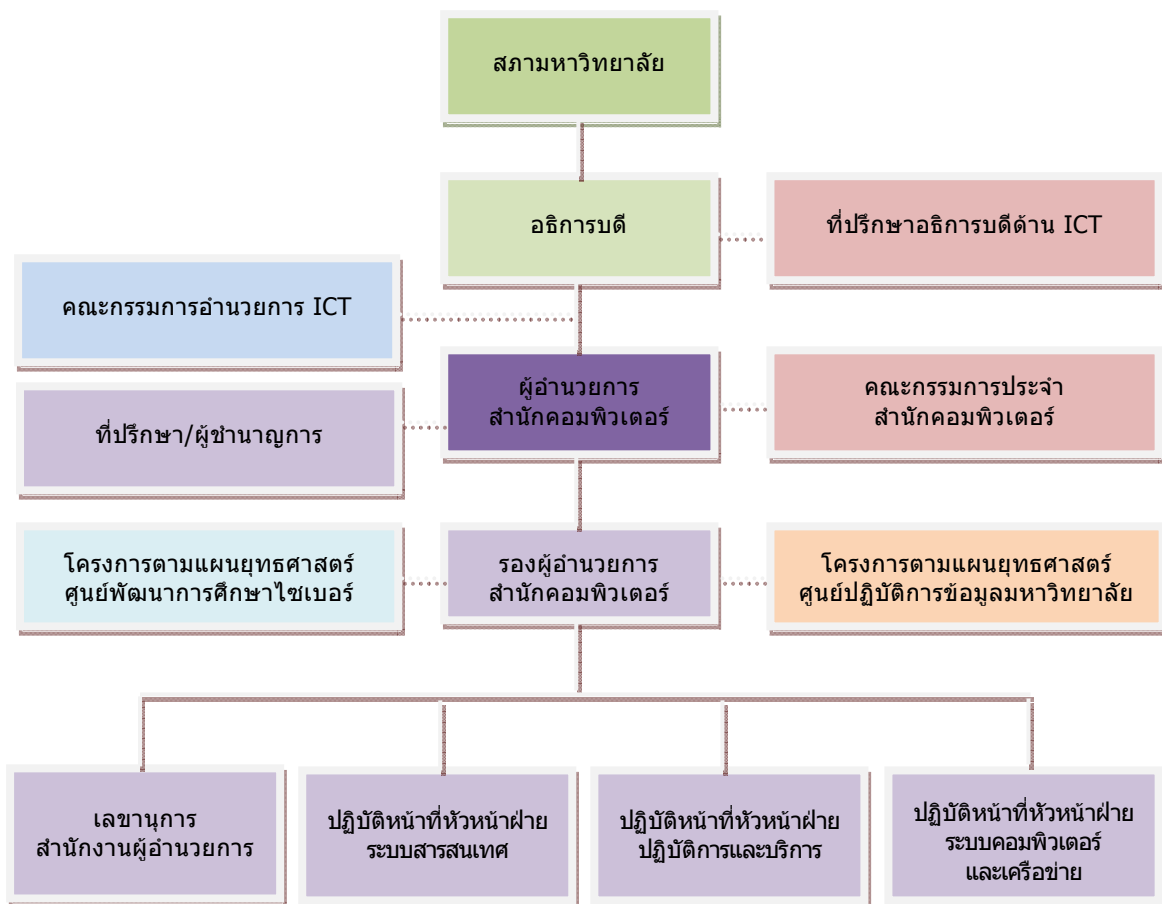 สภามหาวิทยาลัย
อธิการบดี
ที่ปรึกษาอธิการบดีด้าน ICT
คณะกรรมการอำนวยการ ICT
ผู้อำนวยการ
สำนักคอมพิวเตอร์
คณะกรรมการประจำ
สำนักคอมพิวเตอร์
ที่ปรึกษา/ผู้ชำนาญการ
โครงการตามแผนยุทธศาสตร์
ศูนย์พัฒนาการศึกษาไซเบอร์
รองผู้อำนวยการ
สำนักคอมพิวเตอร์
โครงการตามแผนยุทธศาสตร์
ศูนย์ปฏิบัติการข้อมูลมหาวิทยาลัย
เลขานุการ
สำนักงานผู้อำนวยการ
ปฏิบัติหน้าที่หัวหน้าฝ่าย
ระบบสารสนเทศ
ปฏิบัติหน้าที่หัวหน้าฝ่าย
ปฏิบัติการและบริการ
ปฏิบัติหน้าที่หัวหน้าฝ่าย
ระบบคอมพิวเตอร์
และเครือข่าย